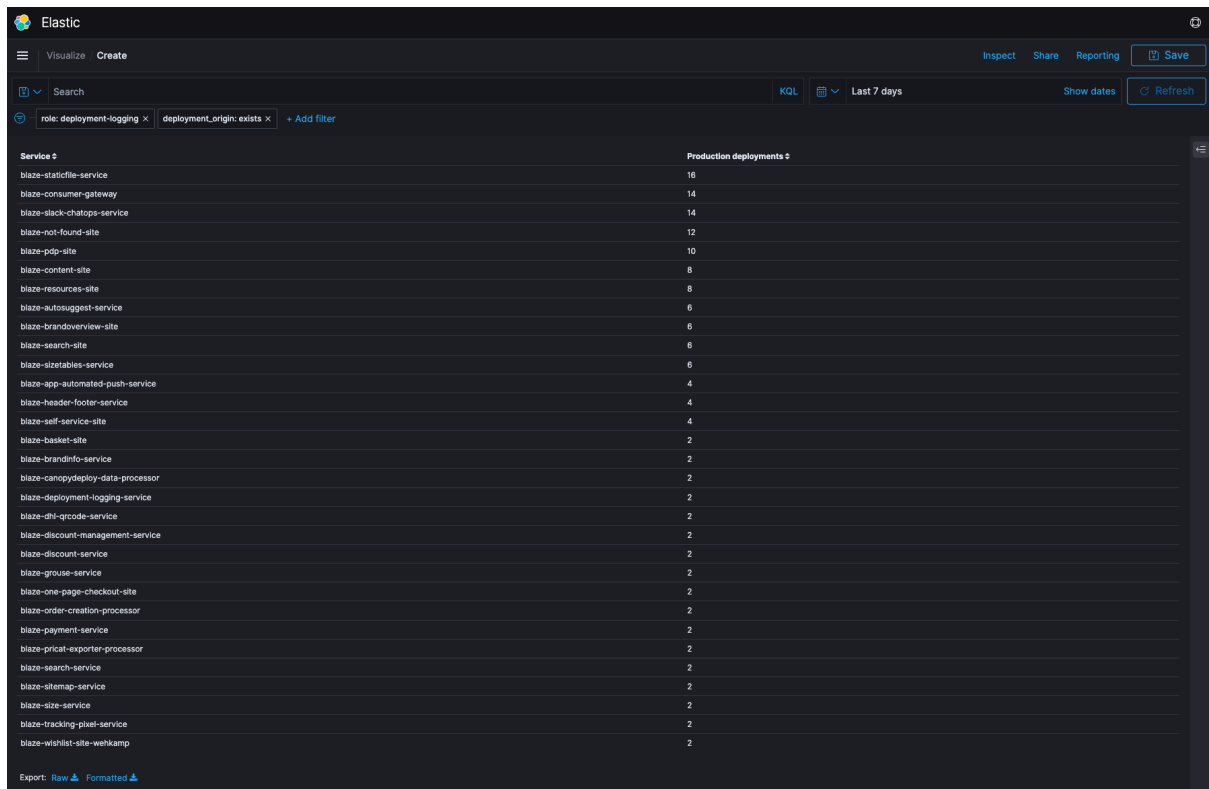 Elastic
Visualize Create Inspect Share Reporting Save
Search KQL Last 7 days Show dates Refresh
role: deployment-logging × deployment_origin: exists × + Add filter
Service Production deployments
blaze-staticfile-service 16
blaze-consumer-gateway 14
blaze-slack-chatops-service 14
blaze-not-found-site 12
blaze-pdp-site 10
blaze-content-site 8
blaze-resources-site 8
blaze-autosuggest-service 6
blaze-brandoverview-site 6
blaze-search-site 6
blaze-sizetables-service 6
blaze-app-automated-push-service 4
blaze-header-footer-service 4
blaze-self-service-site 4
blaze-basket-site 2
blaze-brandinfo-service 2
blaze-canopydeploy-data-processor 2
blaze-deployment-logging-service 2
blaze-dhl-qrcode-service 2
blaze-discount-management-service 2
blaze-discount-service 2
blaze-grouse-service 2
blaze-one-page-checkout-site 2
blaze-order-creation-processor 2
blaze-payment-service 2
blaze-pricat-exporter-processor 2
blaze-search-service 2
blaze-sitemap-service 2
blaze-size-service 2
blaze-tracking-pixel-service 2
blaze-wishlist-site-wehkamp 2
Export: Raw Formatted